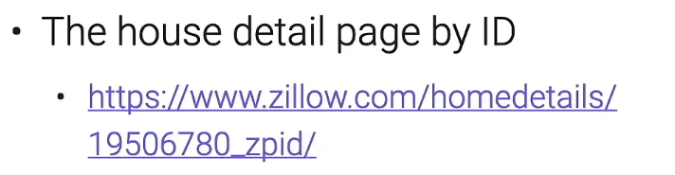 • The house detail page by ID
• https://www.zillow.com/homedetails/
19506780_zpid/